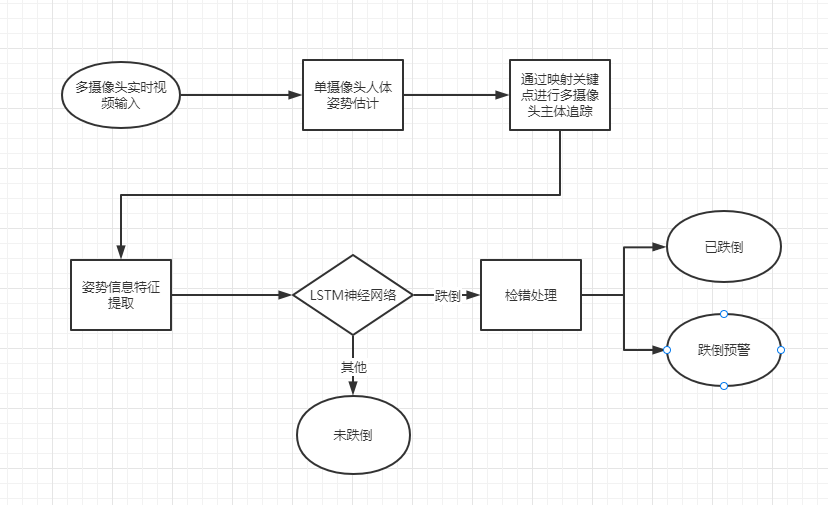 多摄像头实时视
频输入
单摄像头人体
姿势估计
通过映射关键
点进行多摄像
头主体追踪
姿势信息特征
提取
LSTM神经网络
跌倒
检错处理
已跌倒
跌倒预警
其他
未跌倒